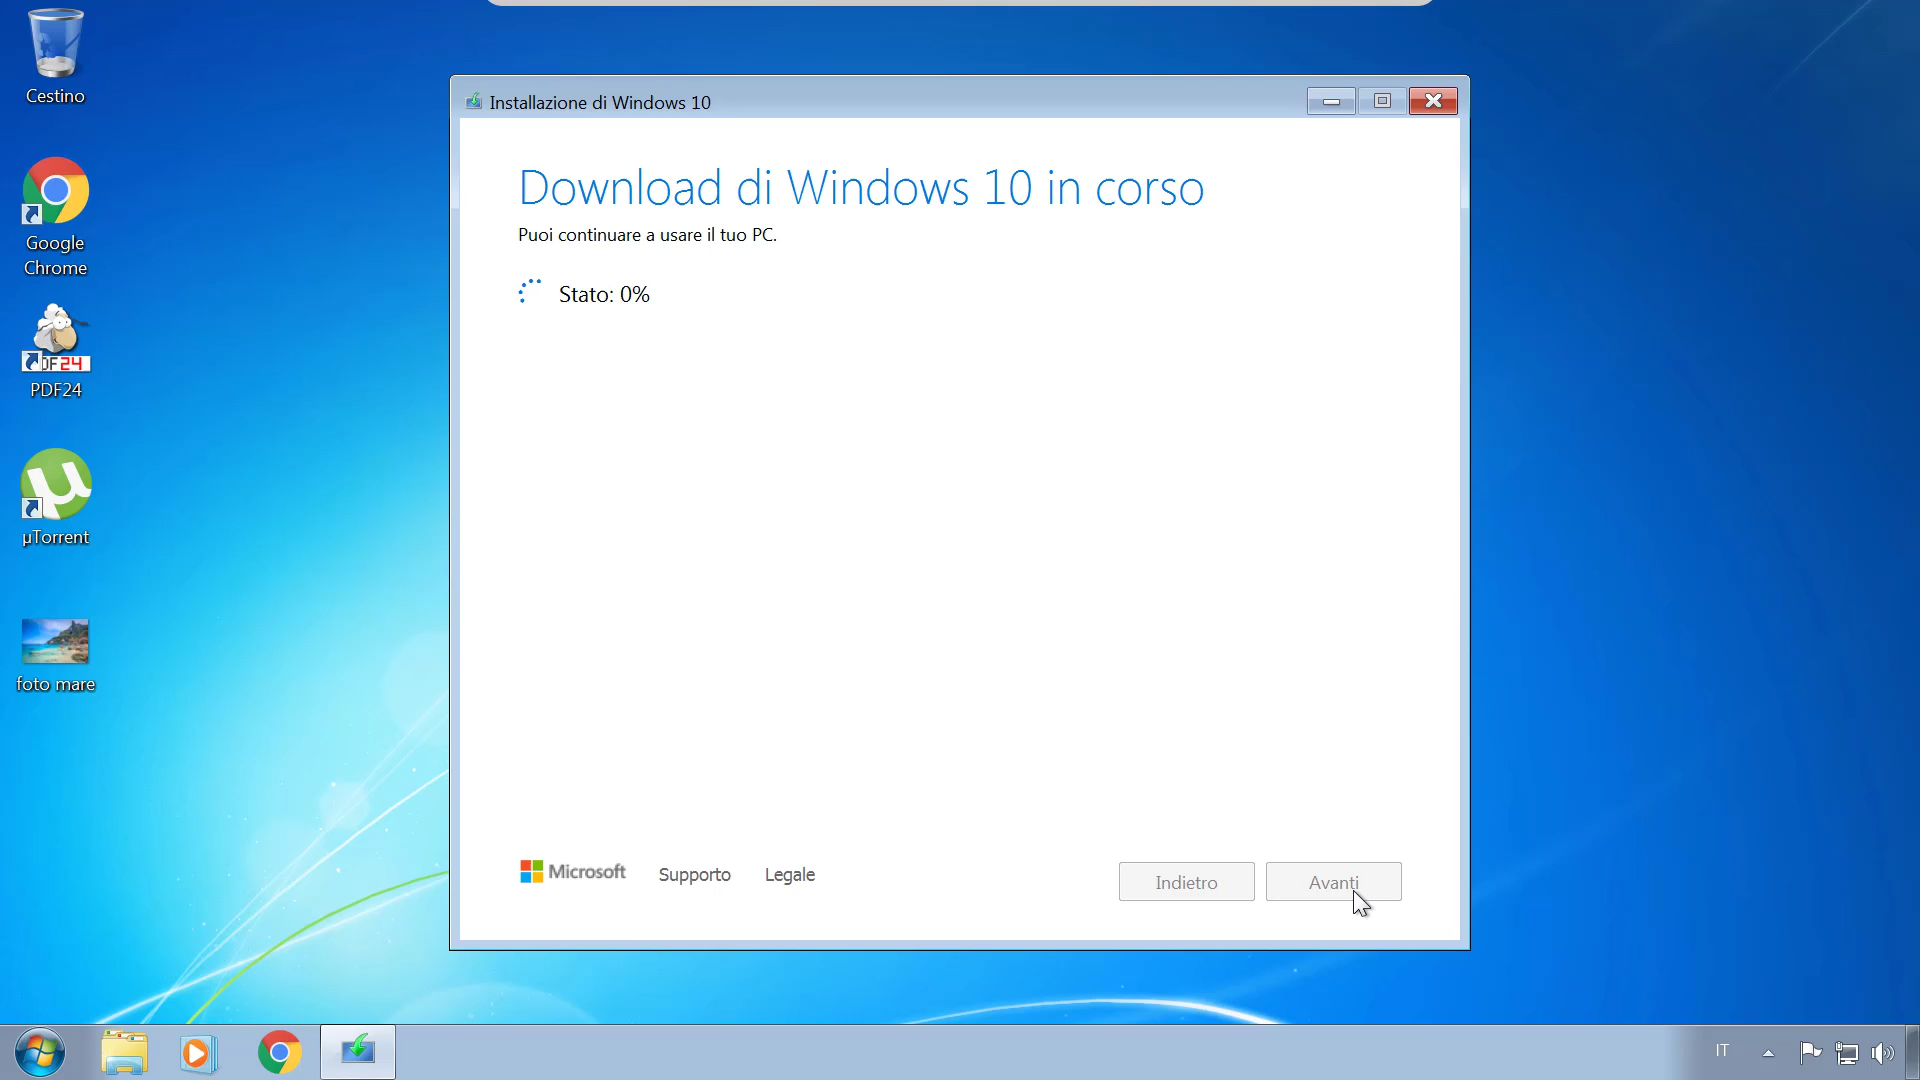 Cestino
Google
Chrome
DF24
PDF24
µ
µTorrent
foto mare
Installazione di Windows 10
Download di Windows 10 in corso
Puoi continuare a usare il tuo PC.
Stato: 0%
Microsoft Supporto Legale
Indietro Avanti
IT